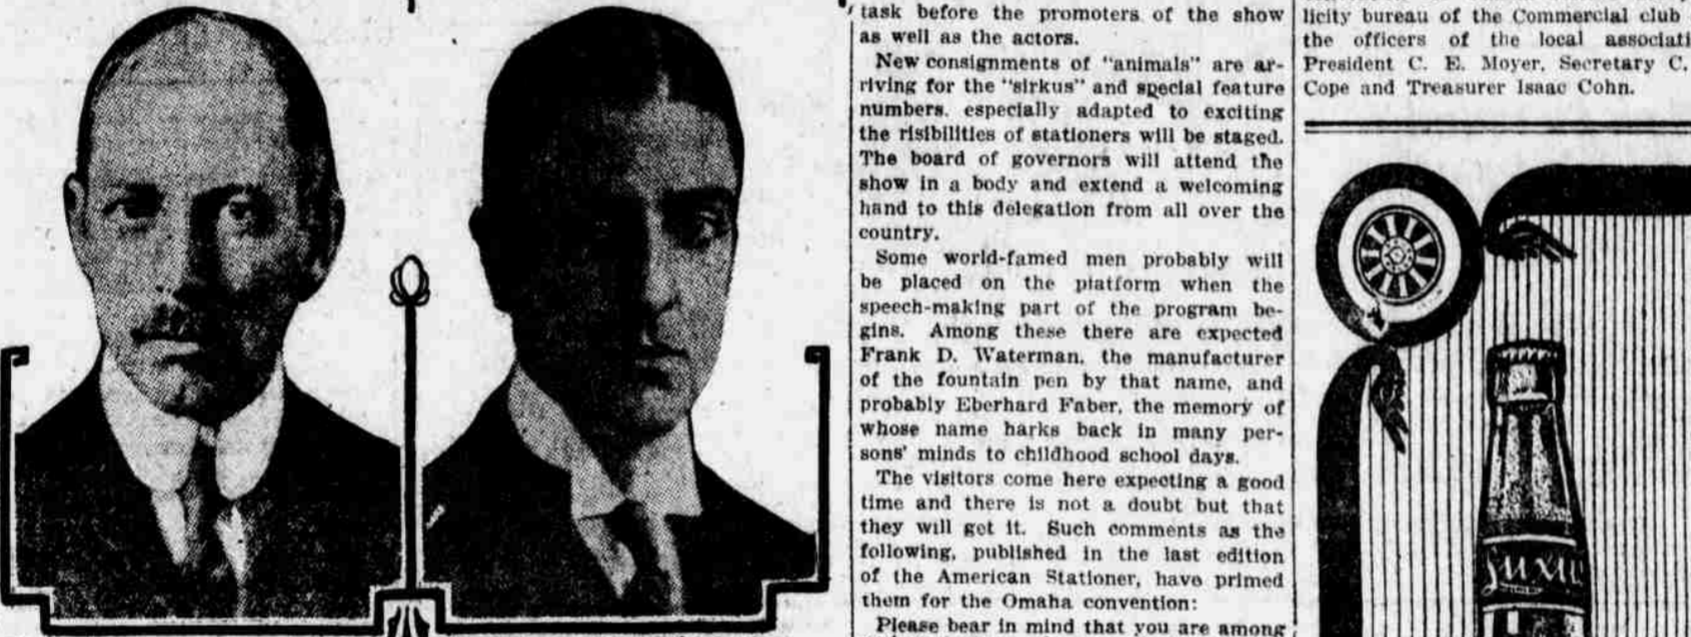 task before the promoters of the show
as well as the actors.
New consignments of "animals" are ar-
riving for the "sirkus" and special feature
numbers, especially adapted to exciting
the risibilities of stationers will be staged.
The board of governors will attend the
show in a body and extend a welcoming
hand to this delegation from all over the
country.
Some world-famed men probably will
be placed on the platform when the
speech-making part of the program be-
gins. Among these there are expected
Frank D. Waterman, the manufacturer
of the fountain pen by that name, and
probably Eberhard Faber, the memory of
whose name harks back in many per-
sons' minds to childhood school days.
The visitors come here expecting a good
time and there is not a doubt but that
they will get it. Such comments as the
following, published in the last edition
of the American Stationer, have primed
them for the Omaha convention:
Please bear in mind that you are among
licity bureau of the Commercial club
the officers of the local associati
President C. E. Moyer, Secretary C.
Cope and Treasurer Isaac Cohn.